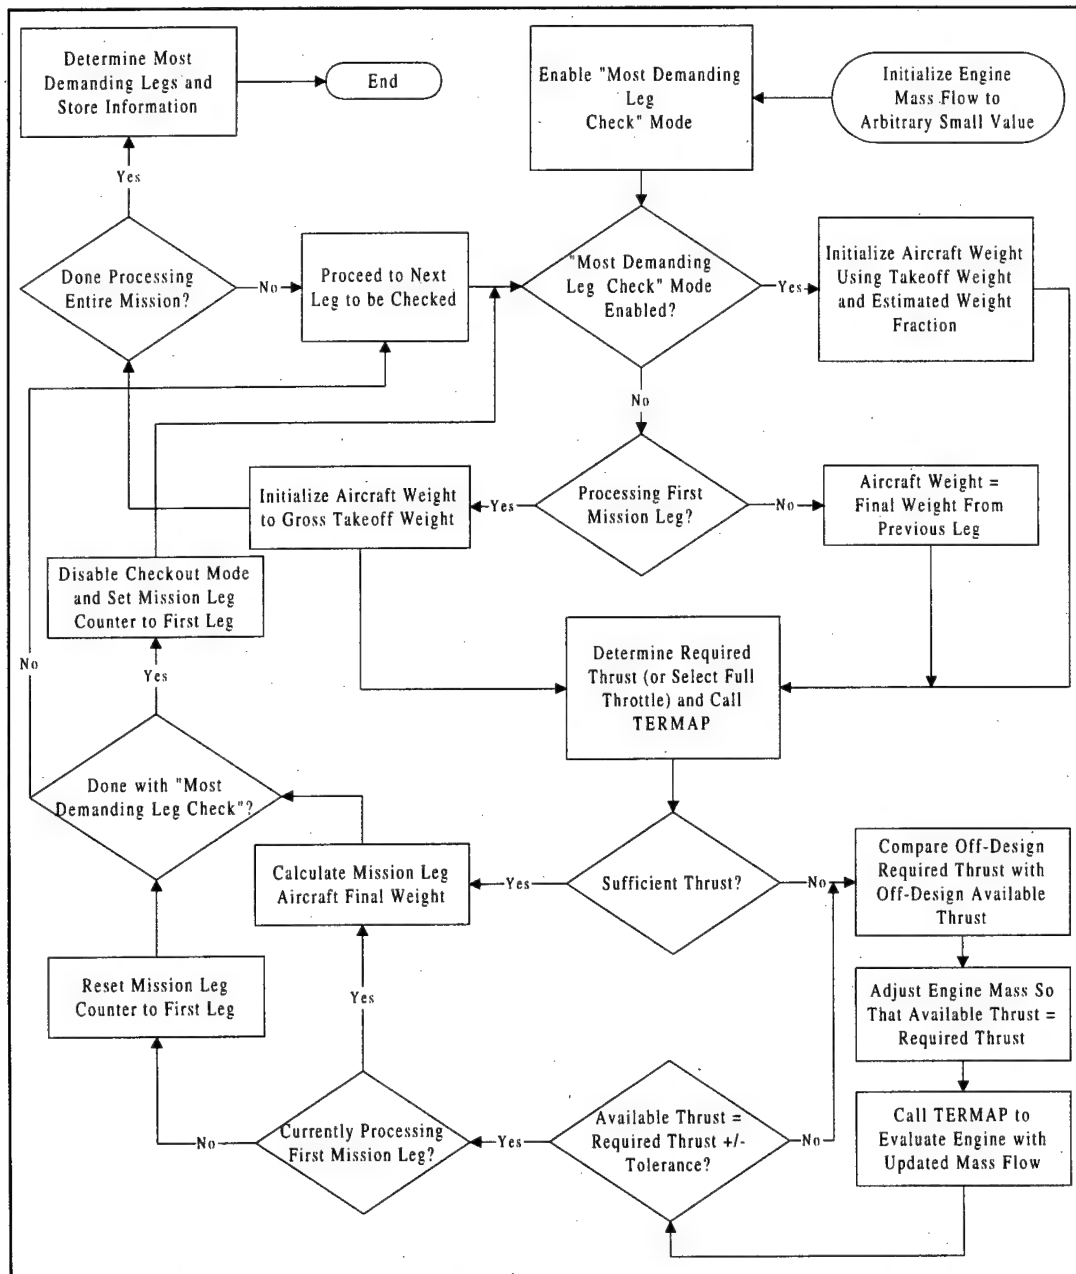 Determine Most
Demanding Legs and
Store Information
End
Enable "Most Demanding
Leg
Check" Mode
Initialize Engine
Mass Flow to
Arbitrary Small Value
Yes
Done Processing
Entire Mission?
No
Proceed to Next
Leg to be Checked
"Most Demanding
Leg Check" Mode
Enabled?
Yes
Initialize Aircraft Weight
Using Takeoff Weight
and Estimated Weight
Fraction
No
Initialize Aircraft Weight
to Gross Takeoff Weight
Yes
Processing First
Mission Leg?
No
Aircraft Weight =
Final Weight From
Previous Leg
Disable Checkout Mode
and Set Mission Leg
Counter to First Leg
No
Yes
Determine Required
Thrust (or Select Full
Throttle) and Call
TERMAP
Done with "Most
Demanding Leg Check"?
Calculate Mission Leg
Aircraft Final Weight
Yes
Sufficient Thrust?
No
Compare Off-Design
Required Thrust with
Off-Design Available
Thrust
Reset Mission Leg
Counter to First Leg
Yes
Adjust Engine Mass So
That Available Thrust =
Required Thrust
No
Currently Processing
First Mission Leg?
Yes
Available Thrust =
Required Thrust +/-
Tolerance?
No
Call TERMAP to
Evaluate Engine with
Updated Mass Flow